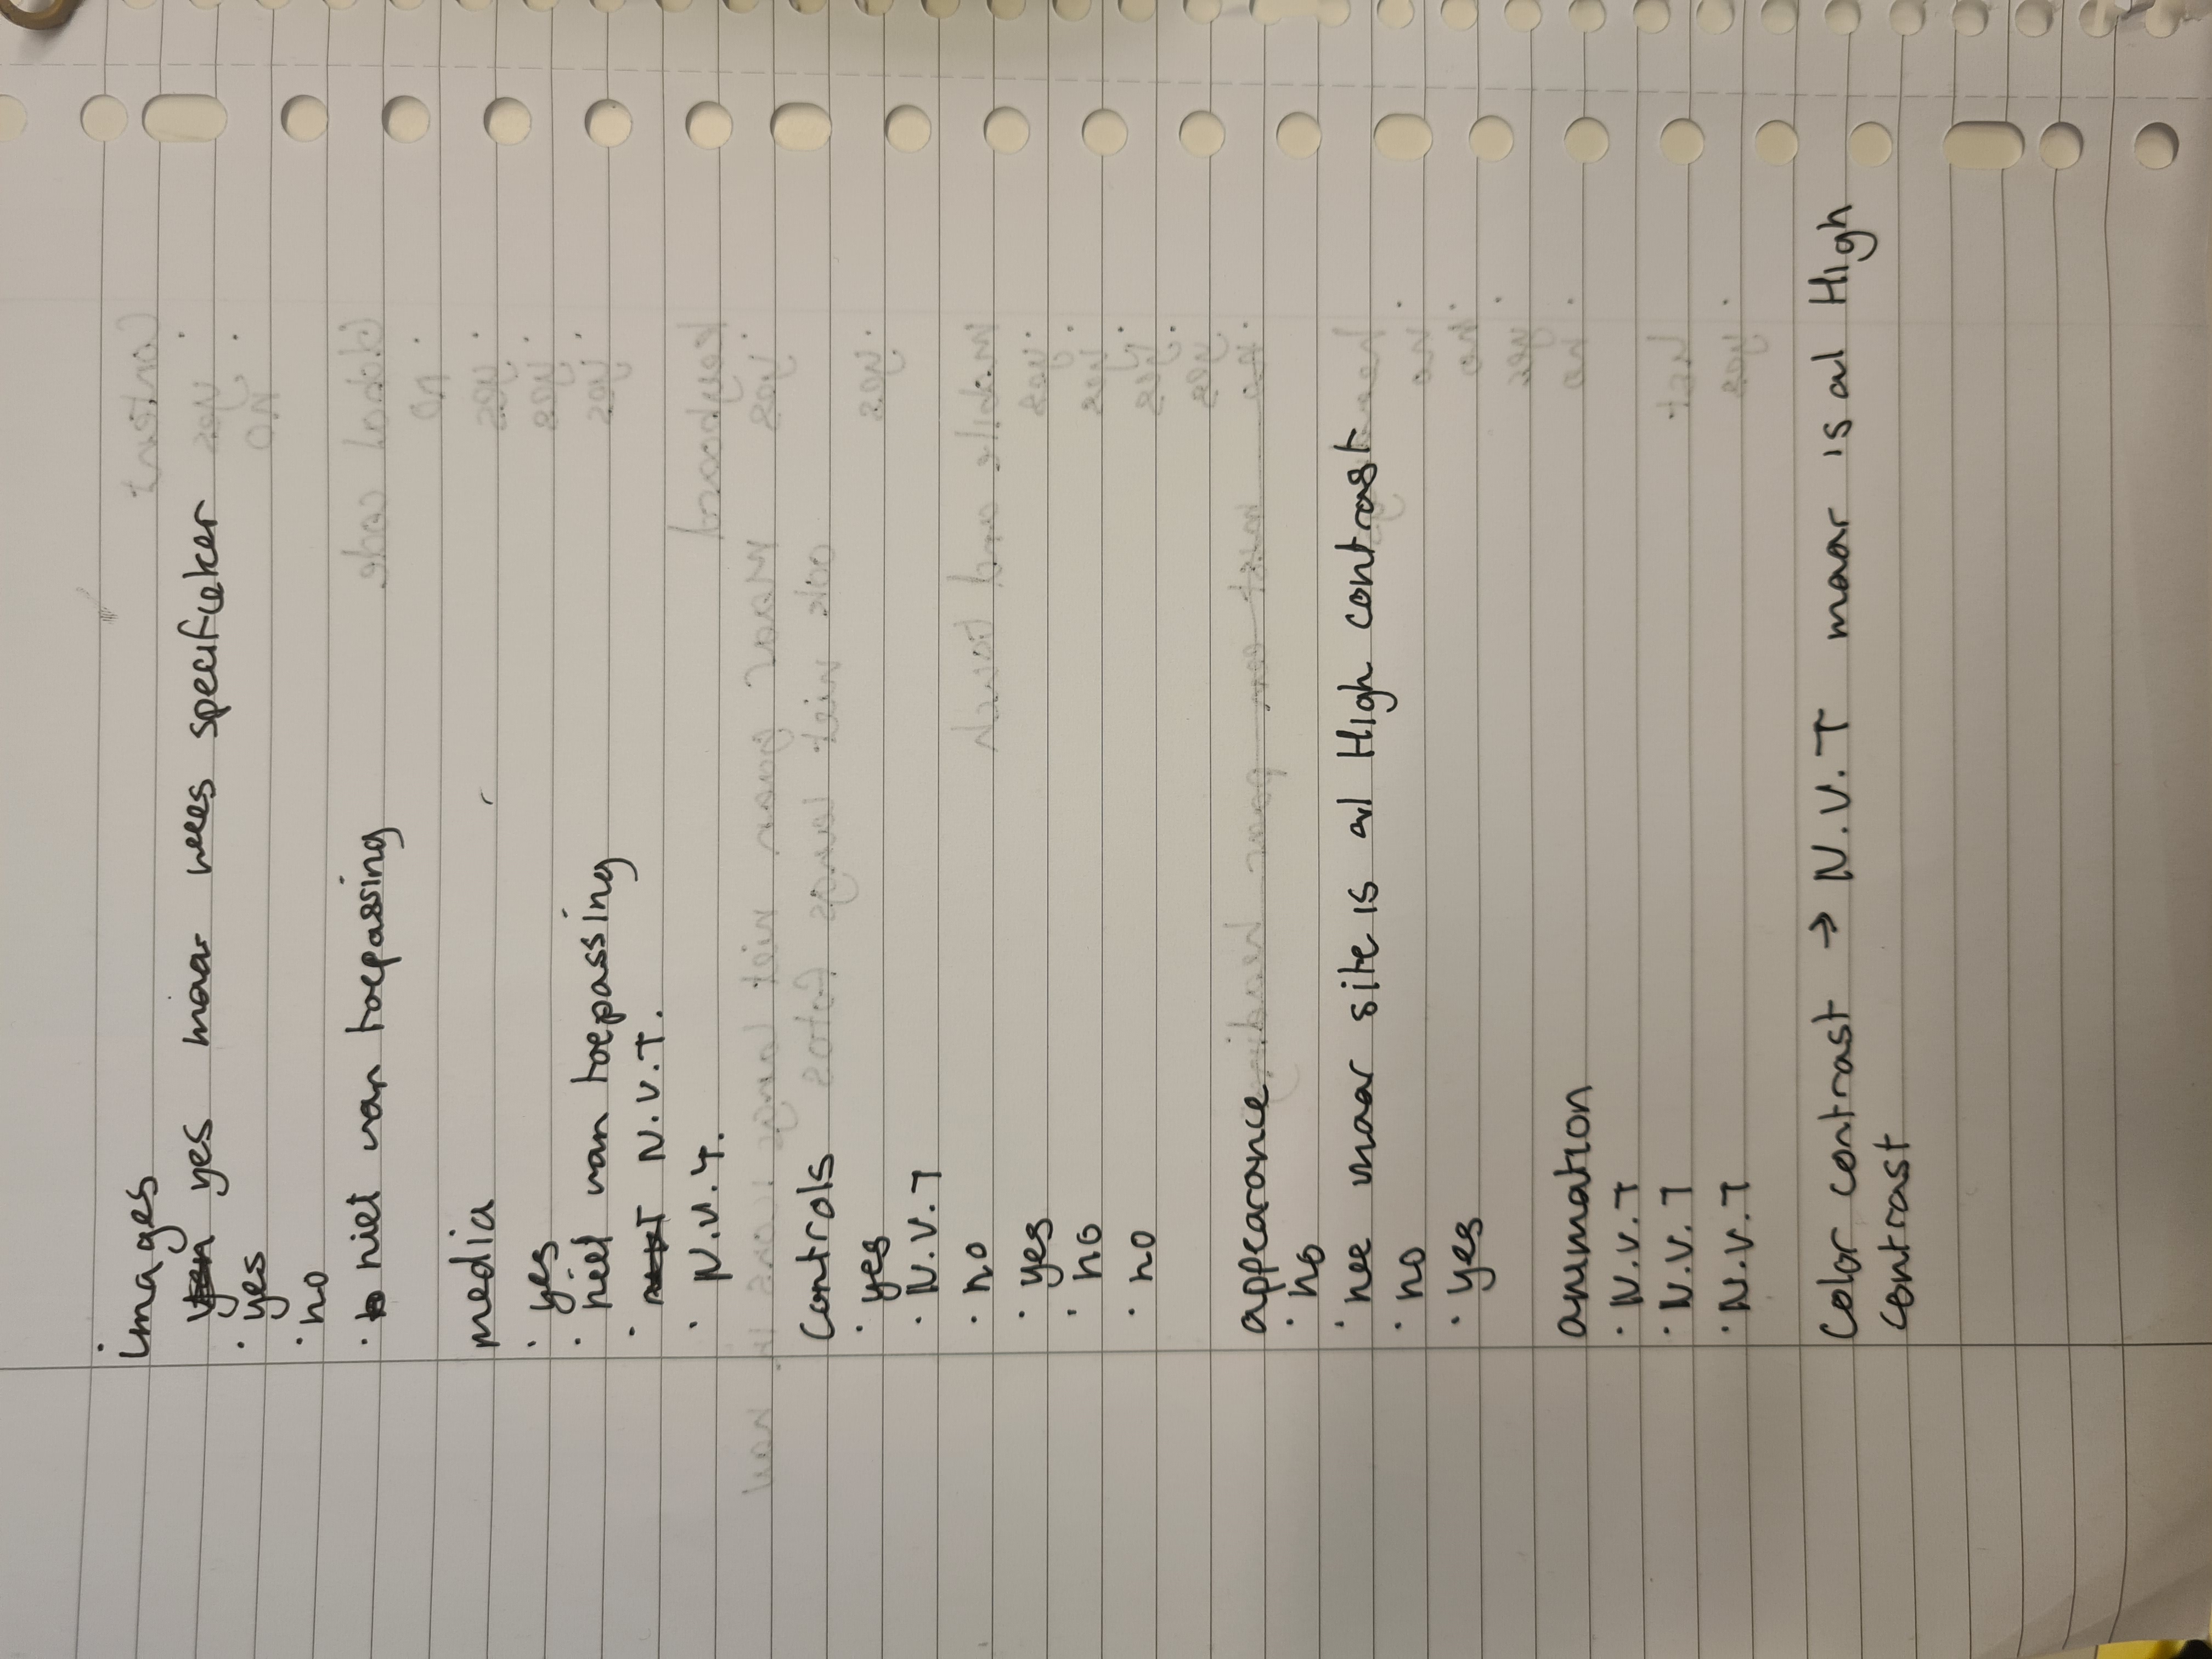 images
yes maar wees specifieker
· yes
· no
· niet van toepassing
media
· yes
· niet van toepassing
· N.V.T.
· N.V.T.
Controls
· yes
· N.V.T
· no
· yes
· no
· no
appearance
· no
· nee maar site is al High contrast
· no
· yes
animation
· N.V.T
· N.V.T
· N.V.T
Color contrast → N.V.T maar is al High
contrast